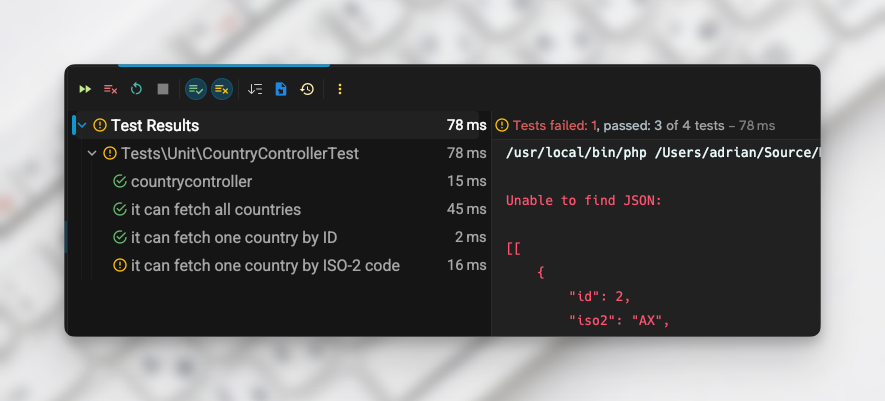 Test Results 78 ms
Tests\Unit\CountryControllerTest 78 ms
countrycontroller 15 ms
it can fetch all countries 45 ms
it can fetch one country by ID 2 ms
it can fetch one country by ISO-2 code 16 ms
Tests failed: 1, passed: 3 of 4 tests – 78 ms
/usr/local/bin/php /Users/adrian/Source/
Unable to find JSON:
[[
{
"id": 2,
"iso2": "AX",